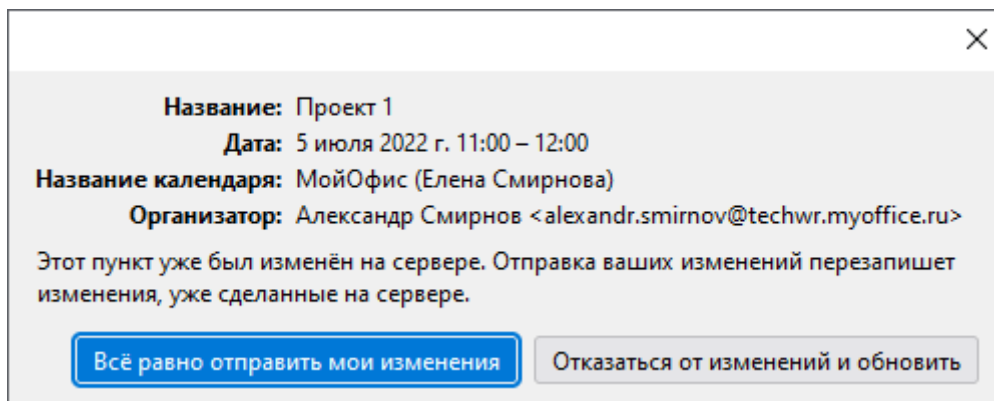 Название: Проект 1
Дата: 5 июля 2022 г. 11:00 – 12:00
Название календаря: МойОфис (Елена Смирнова)
Организатор: Александр Смирнов <alexandr.smirnov@techwr.myoffice.ru>
Этот пункт уже был изменён на сервере. Отправка ваших изменений перезапишет
изменения, уже сделанные на сервере.
Всё равно отправить мои изменения Отказаться от изменений и обновить